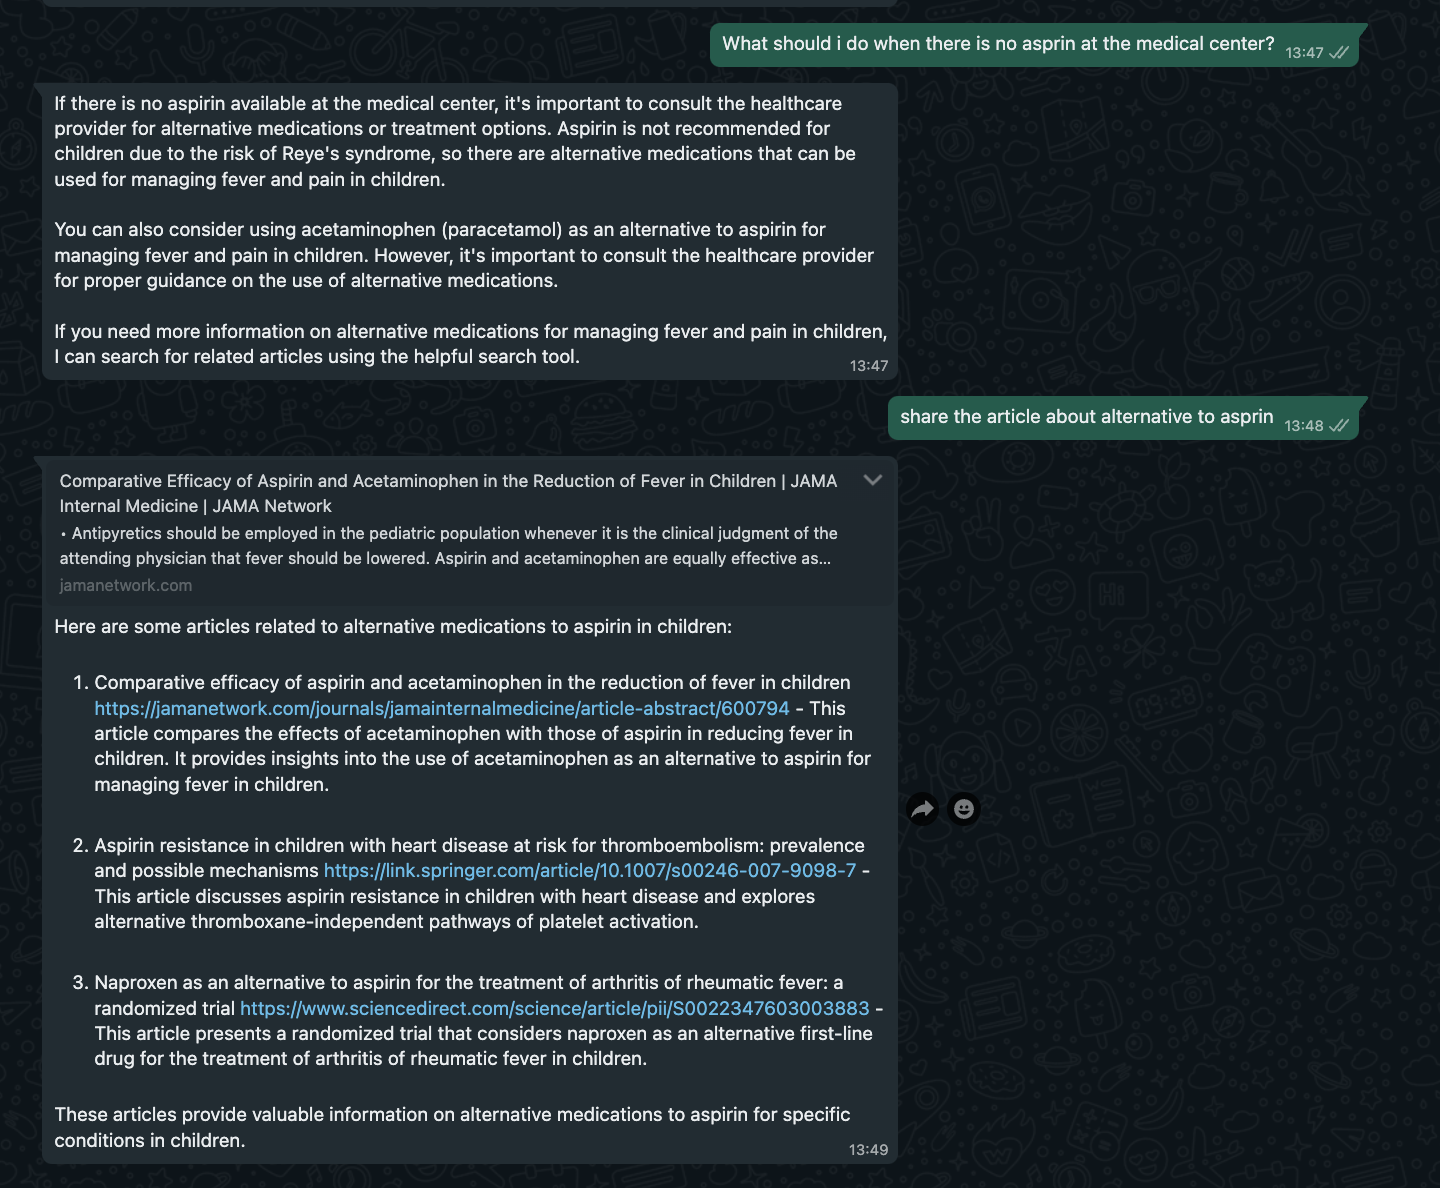 What should i do when there is no asprin at the medical center?
13:47
If there is no aspirin available at the medical center, it's important to consult the healthcare
provider for alternative medications or treatment options. Aspirin is not recommended for
children due to the risk of Reye's syndrome, so there are alternative medications that can be
used for managing fever and pain in children.
You can also consider using acetaminophen (paracetamol) as an alternative to aspirin for
managing fever and pain in children. However, it's important to consult the healthcare provider
for proper guidance on the use of alternative medications.
If you need more information on alternative medications for managing fever and pain in children,
I can search for related articles using the helpful search tool.
13:47
share the article about alternative to asprin
13:48
Comparative Efficacy of Aspirin and Acetaminophen in the Reduction of Fever in Children | JAMA
Internal Medicine | JAMA Network
• Antipyretics should be employed in the pediatric population whenever it is the clinical judgment of the
attending physician that fever should be lowered. Aspirin and acetaminophen are equally effective as...
jamanetwork.com
Here are some articles related to alternative medications to aspirin in children:
1. Comparative efficacy of aspirin and acetaminophen in the reduction of fever in children
https://jamanetwork.com/journals/jamainternalmedicine/article-abstract/600794 - This
article compares the effects of acetaminophen with those of aspirin in reducing fever in
children. It provides insights into the use of acetaminophen as an alternative to aspirin for
managing fever in children.
2. Aspirin resistance in children with heart disease at risk for thromboembolism: prevalence
and possible mechanisms https://link.springer.com/article/10.1007/s00246-007-9098-7 -
This article discusses aspirin resistance in children with heart disease and explores
alternative thromboxane-independent pathways of platelet activation.
3. Naproxen as an alternative to aspirin for the treatment of arthritis of rheumatic fever: a
randomized trial https://www.sciencedirect.com/science/article/pii/S0022347603003883 -
This article presents a randomized trial that considers naproxen as an alternative first-line
drug for the treatment of arthritis of rheumatic fever in children.
These articles provide valuable information on alternative medications to aspirin for specific
conditions in children.
13:49